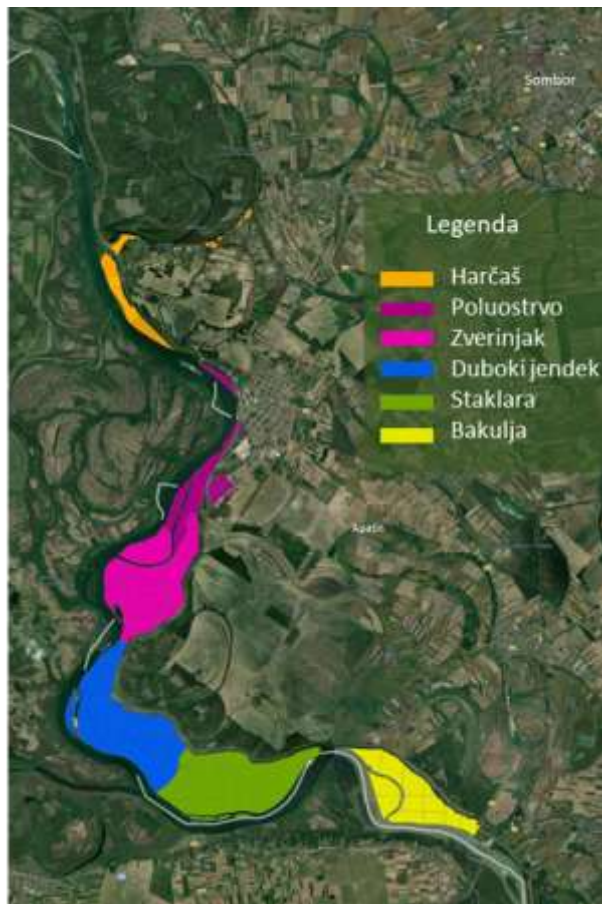 Sombor
Legenda
Harčaš
Poluostrvo
Zverinjak
Duboki jendek
Staklara
Bakulja
Apatin